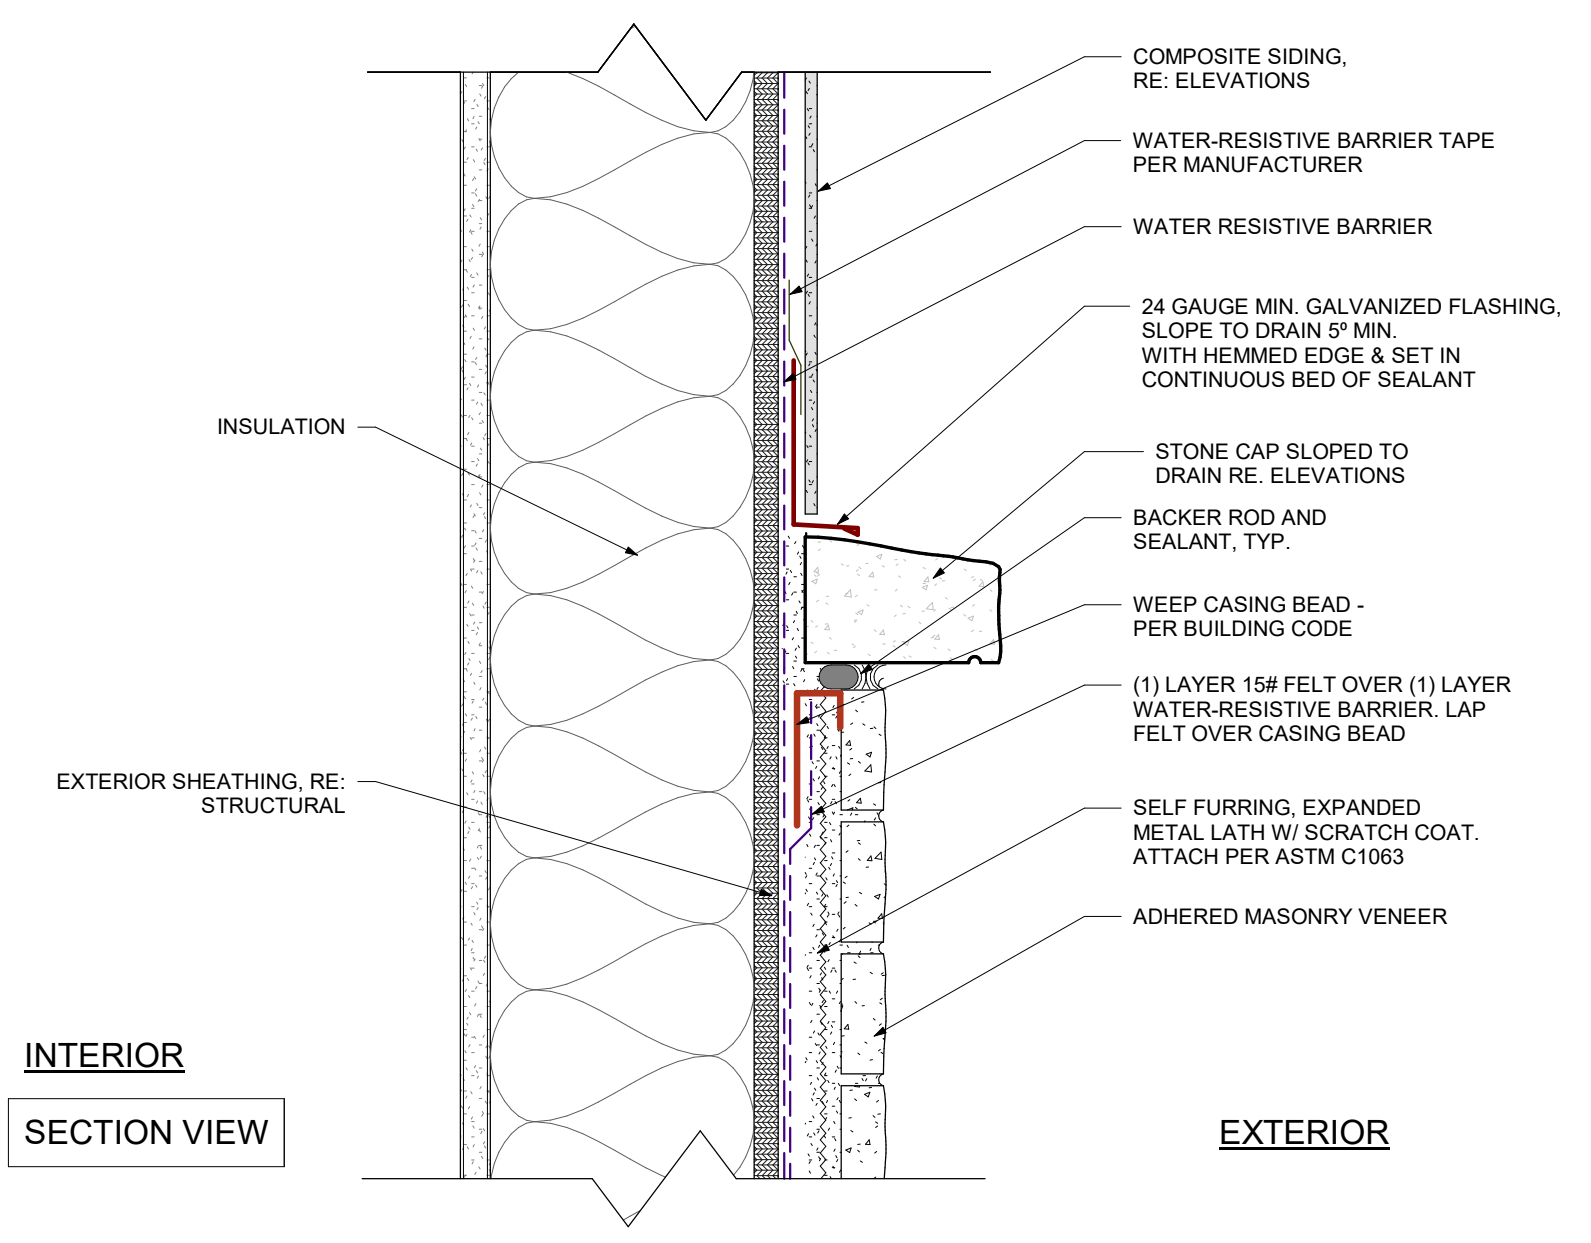 COMPOSITE SIDING,
RE: ELEVATIONS
WATER-RESISTIVE BARRIER TAPE
PER MANUFACTURER
WATER RESISTIVE BARRIER
24 GAUGE MIN. GALVANIZED FLASHING,
SLOPE TO DRAIN 5º MIN.
WITH HEMMED EDGE & SET IN
CONTINUOUS BED OF SEALANT
INSULATION
STONE CAP SLOPED TO
DRAIN RE. ELEVATIONS
BACKER ROD AND
SEALANT, TYP.
WEEP CASING BEAD -
PER BUILDING CODE
(1) LAYER 15# FELT OVER (1) LAYER
WATER-RESISTIVE BARRIER. LAP
FELT OVER CASING BEAD
EXTERIOR SHEATHING, RE:
STRUCTURAL
SELF FURRING, EXPANDED
METAL LATH W/ SCRATCH COAT.
ATTACH PER ASTM C1063
ADHERED MASONRY VENEER
INTERIOR
SECTION VIEW
EXTERIOR